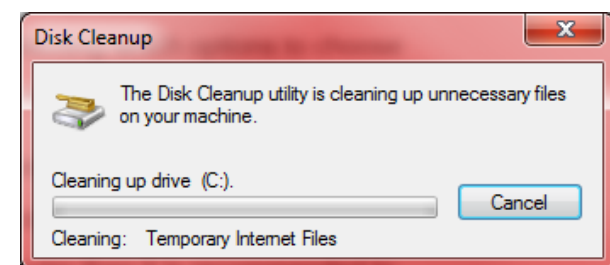 Disk Cleanup
The Disk Cleanup utility is cleaning up unnecessary files
on your machine.
Cleaning up drive (C:).
Cancel
Cleaning: Temporary Internet Files